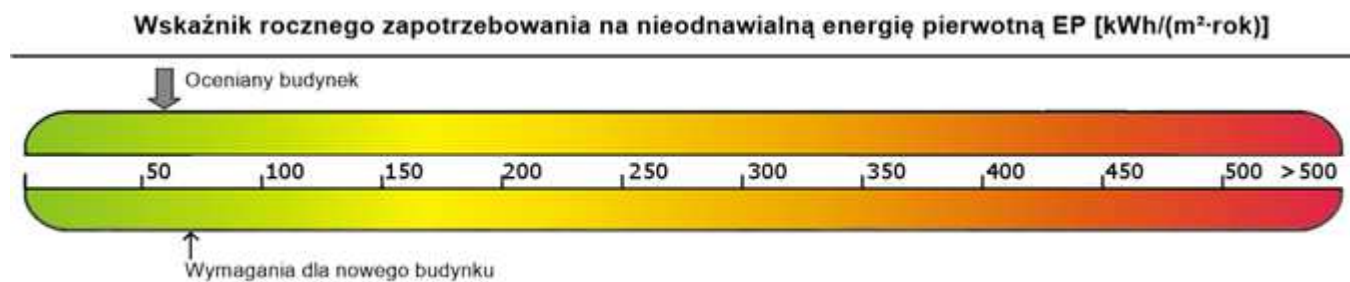 Wskaźnik rocznego zapotrzebowania na nieodnawialną energię pierwotną EP [kWh/(m²·rok)]
Oceniany budynek
50 100 150 200 250 300 350 400 450 500 >500
Wymagania dla nowego budynku